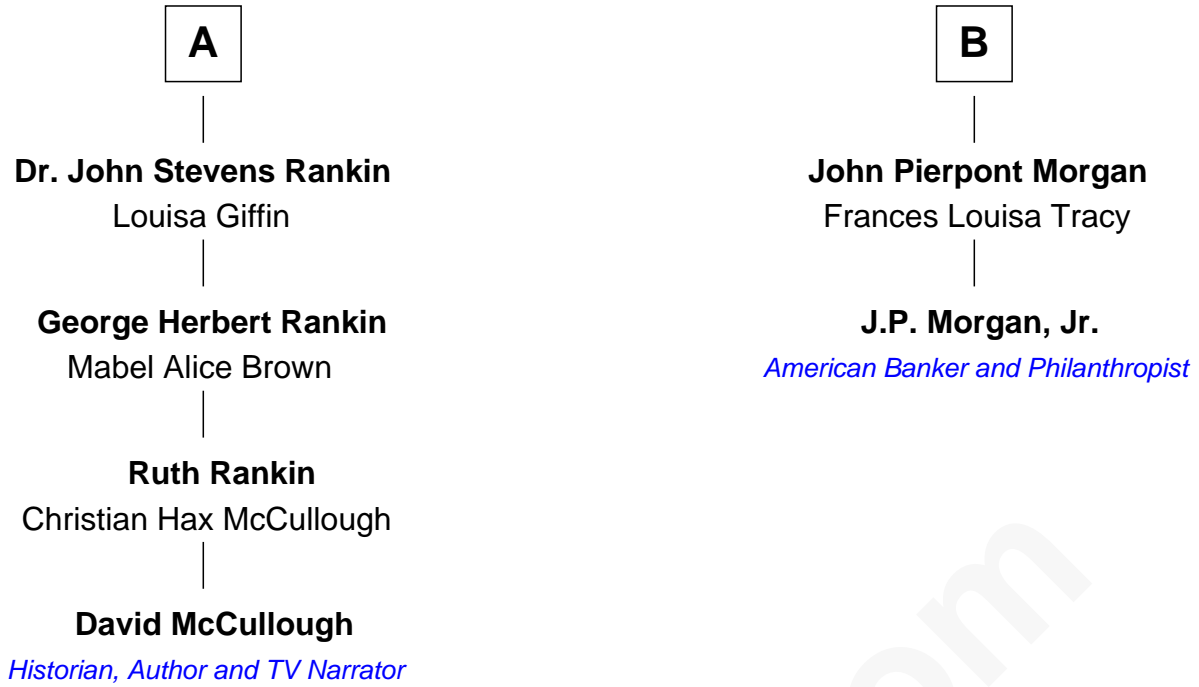 A
Dr. John Stevens Rankin
Louisa Giffin
George Herbert Rankin
Mabel Alice Brown
Ruth Rankin
Christian Hax McCullough
David McCullough
Historian, Author and TV Narrator
B
John Pierpont Morgan
Frances Louisa Tracy
J.P. Morgan, Jr.
American Banker and Philanthropist
om